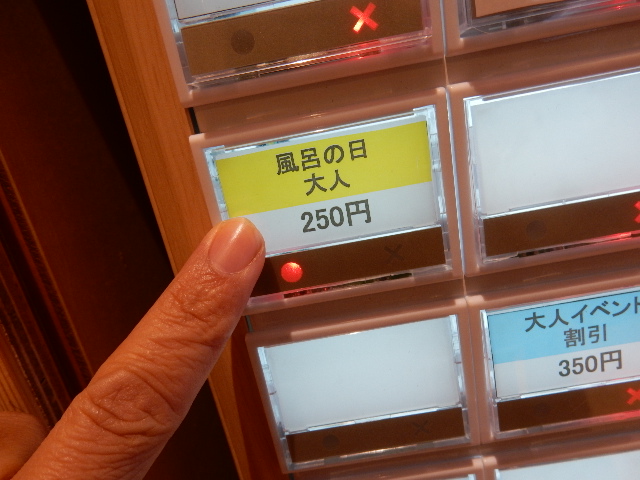 風呂の日
大人
250円
大人イベント
割引
350円